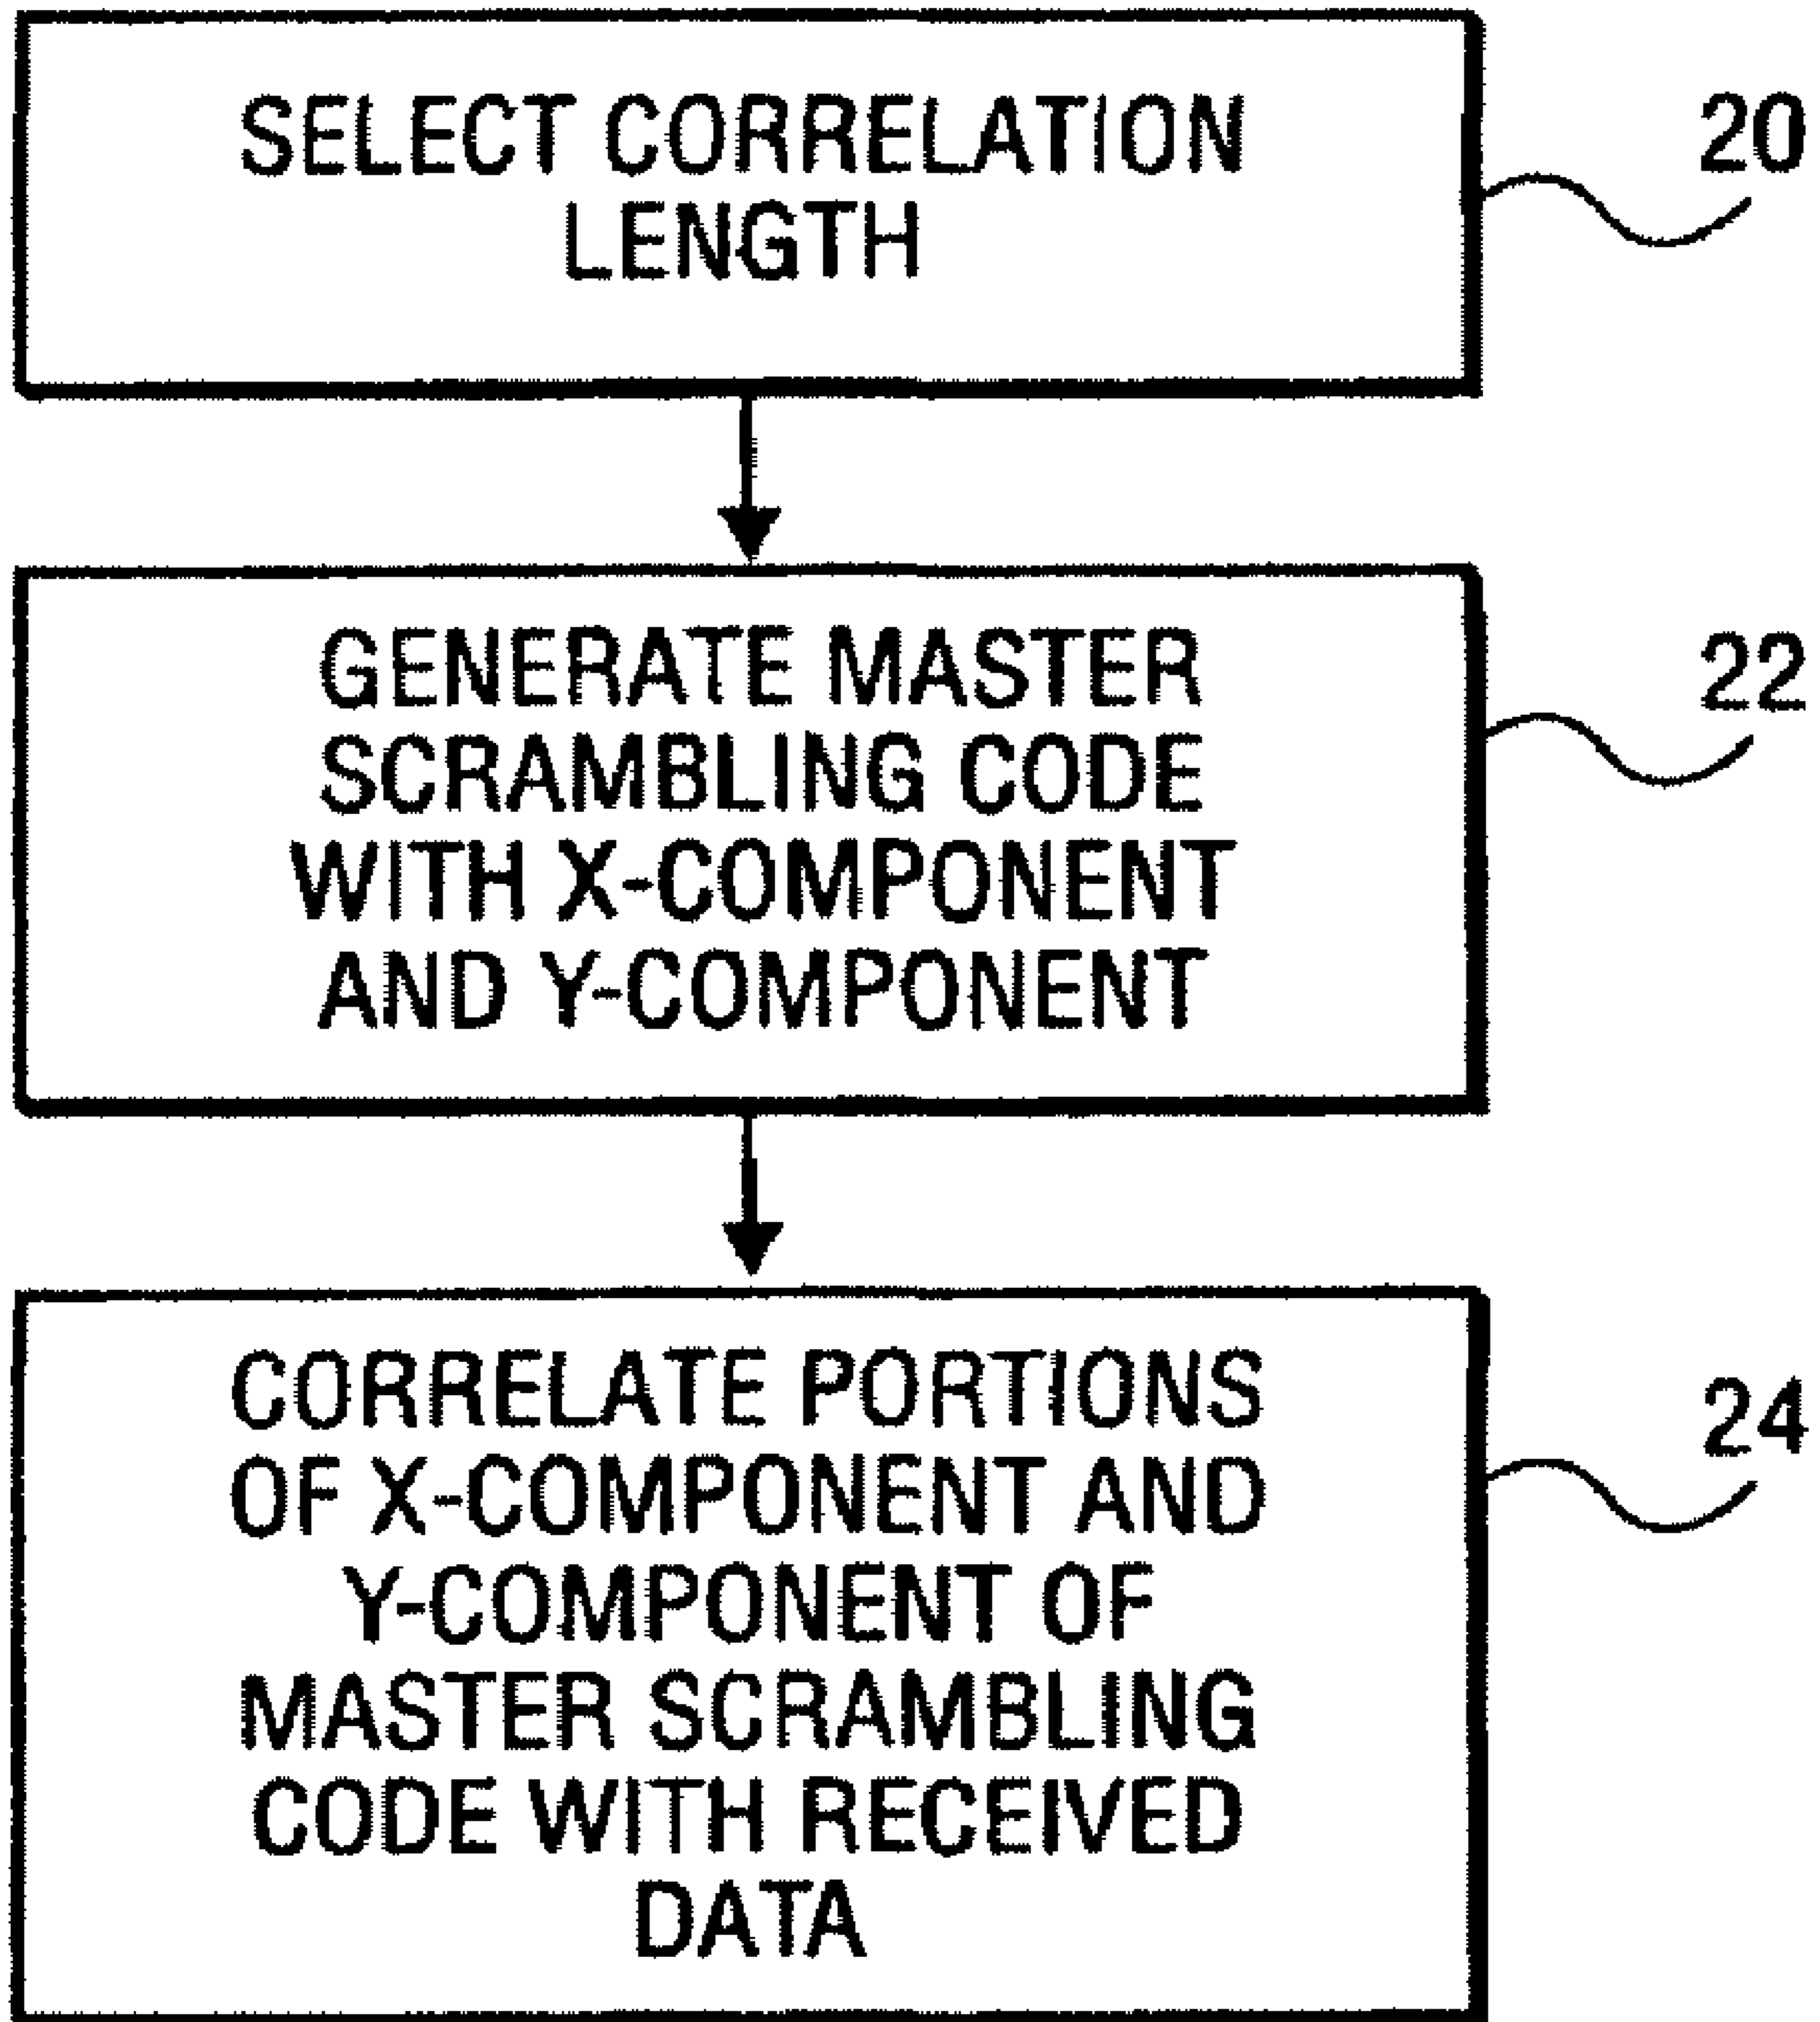 SELECT CORRELATION
LENGTH
20
GENERATE MASTER
SCRAMBLING CODE
WITH X-COMPONENT
AND Y-COMPONENT
22
CORRELATE PORTIONS
OF X-COMPONENT AND
Y-COMPONENT OF
MASTER SCRAMBLING
CODE WITH RECEIVED
DATA
24